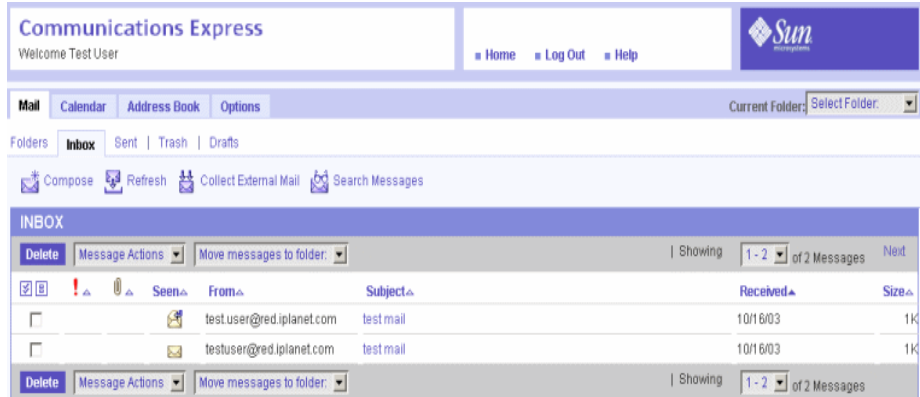 Communications Express
Welcome Test User
Home Log Out Help
Sun
microsystems
Mail Calendar Address Book Options Current Folder: Select Folder:
Folders Inbox Sent | Trash | Drafts
Compose Refresh Collect External Mail Search Messages
INBOX
Delete Message Actions Move messages to folder: | Showing 1 - 2 of 2 Messages Next
! Seen From Subject Received Size
test.user@red.iplanet.com test mail 10/16/03 1K
testuser@red.iplanet.com test mail 10/16/03 1K
Delete Message Actions Move messages to folder: | Showing 1 - 2 of 2 Messages